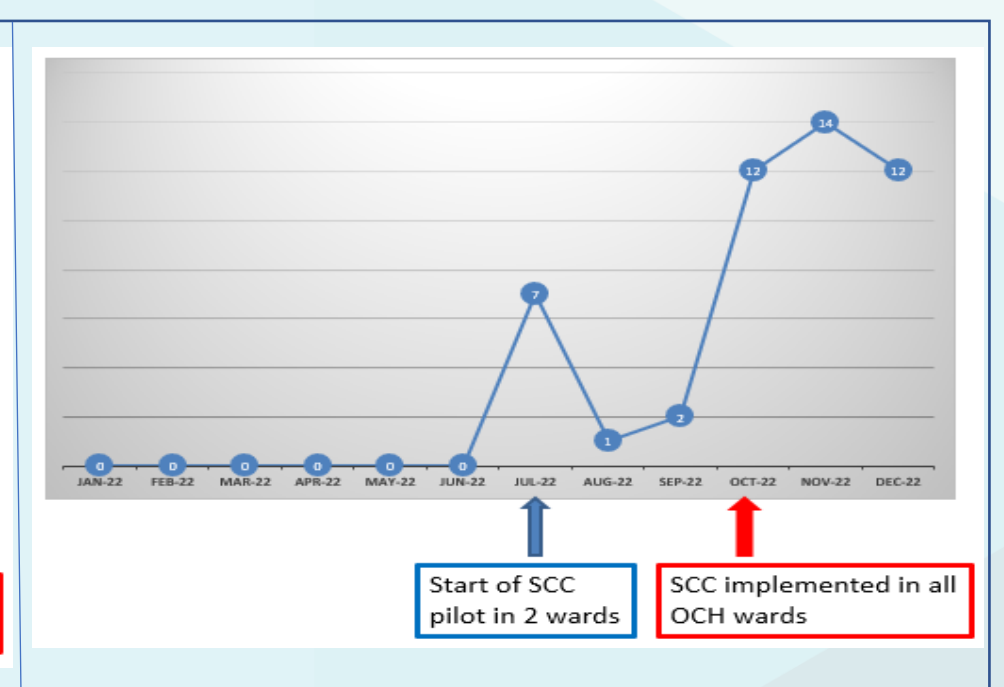 14
12
12
7
2
1
0
0
0
0
0
0
JAN-22 FEB-22 MAR-22 APR-22 MAY-22 JUN-22 JUL-22 AUG-22 SEP-22 OCT-22 NOV-22 DEC-22
Start of SCC
pilot in 2 wards
SCC implemented in all
OCH wards